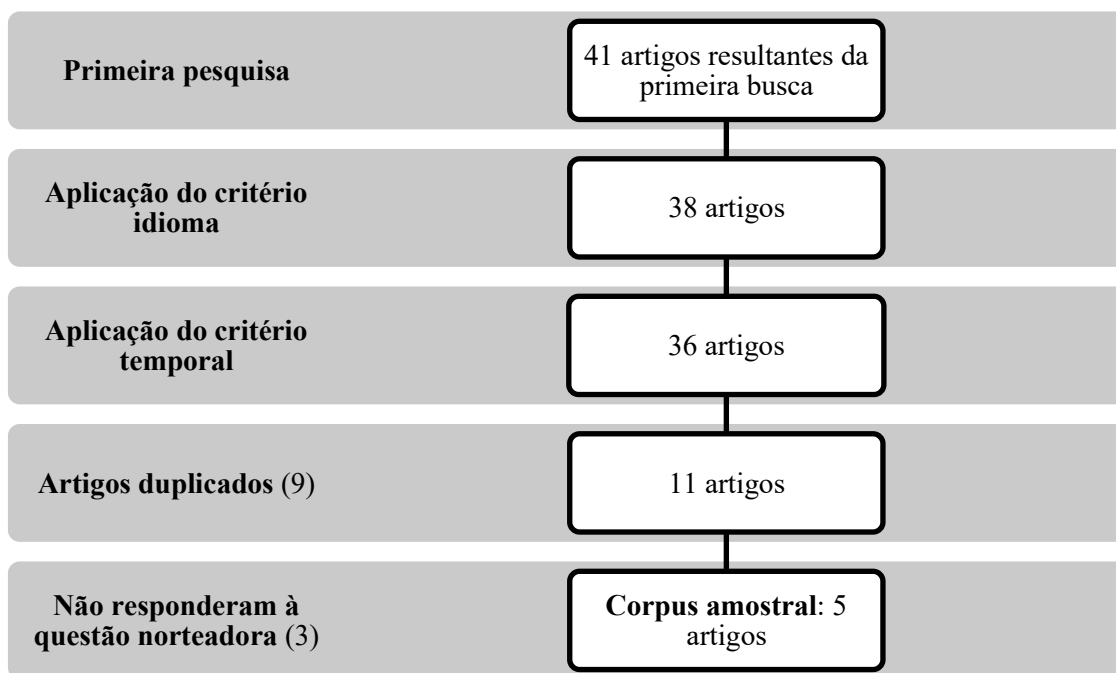 Primeira pesquisa
41 artigos resultantes da
primeira busca
Aplicação do critério
idioma
38 artigos
Aplicação do critério
temporal
36 artigos
Artigos duplicados (9)
11 artigos
Não responderam à
questão norteadora (3)
Corpus amostral: 5
artigos